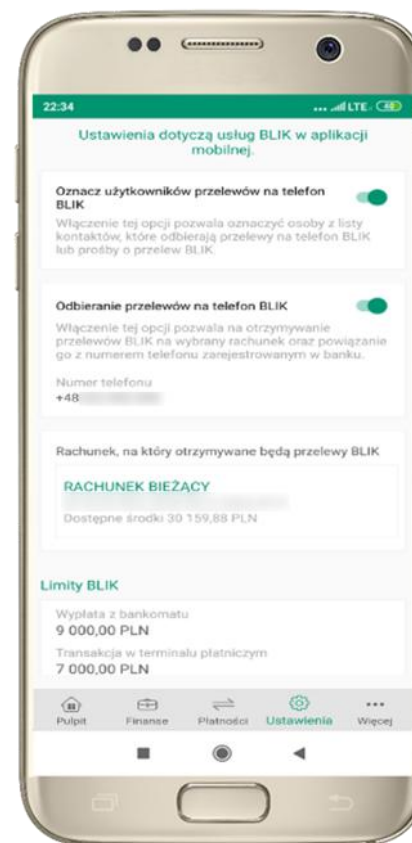 22:34
LTE
48
Ustawienia dotyczą usług BLIK w aplikacji
mobilnej.
Oznacz użytkowników przelewów na telefon
BLIK
Włączenie tej opcji pozwala oznaczyć osoby z listy
kontaktów, które odbierają przelewy na telefon BLIK
lub prośby o przelew BLIK.
Odbieranie przelewów na telefon BLIK
Włączenie tej opcji pozwala na otrzymywanie
przelewów BLIK na wybrany rachunek oraz powiązanie
go z numerem telefonu zarejestrowanym w banku.
Numer telefonu
+48
Rachunek, na który otrzymywane będą przelewy BLIK
RACHUNEK BIEŻĄCY
Dostępne środki 30 159,88 PLN
Limity BLIK
Wypłata z bankomatu
9 000,00 PLN
Transakcja w terminalu płatniczym
7 000,00 PLN
Pulpit Finanse Płatności Ustawienia Więcej